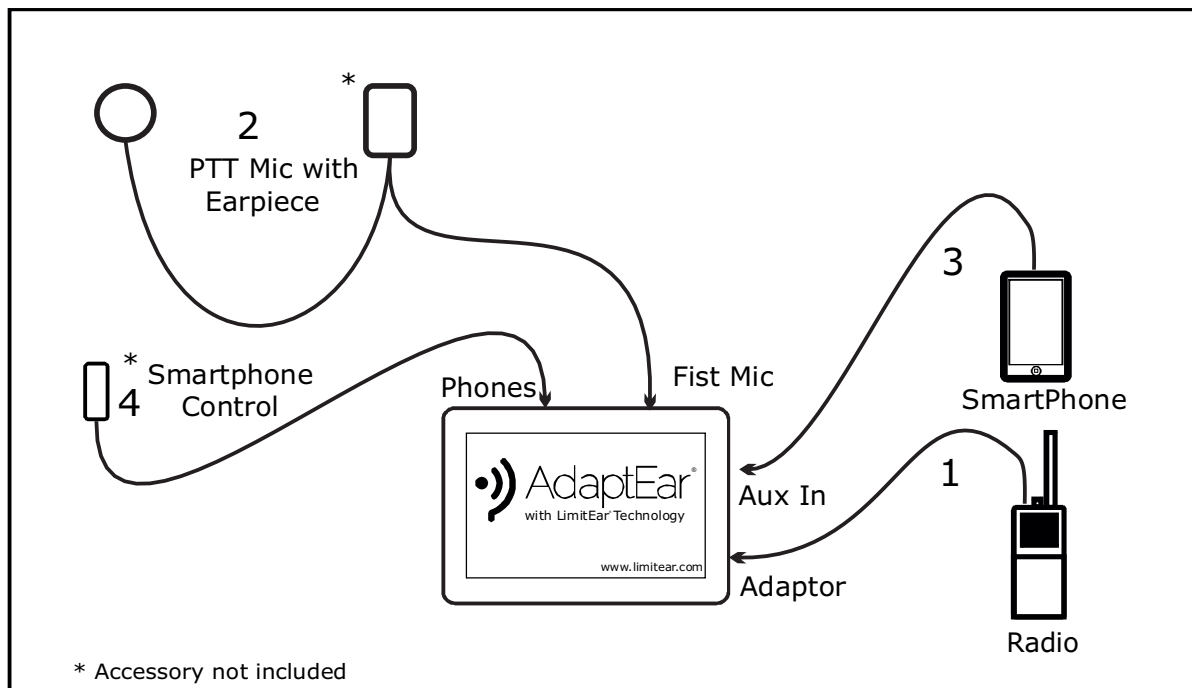 *
2
PTT Mic with
Earpiece
3
* Smartphone
4 Control
Phones
Fist Mic
SmartPhone
AdaptEar®
with LimitEar® Technology
www.limitear.com
Aux In
1
Adaptor
Radio
* Accessory not included